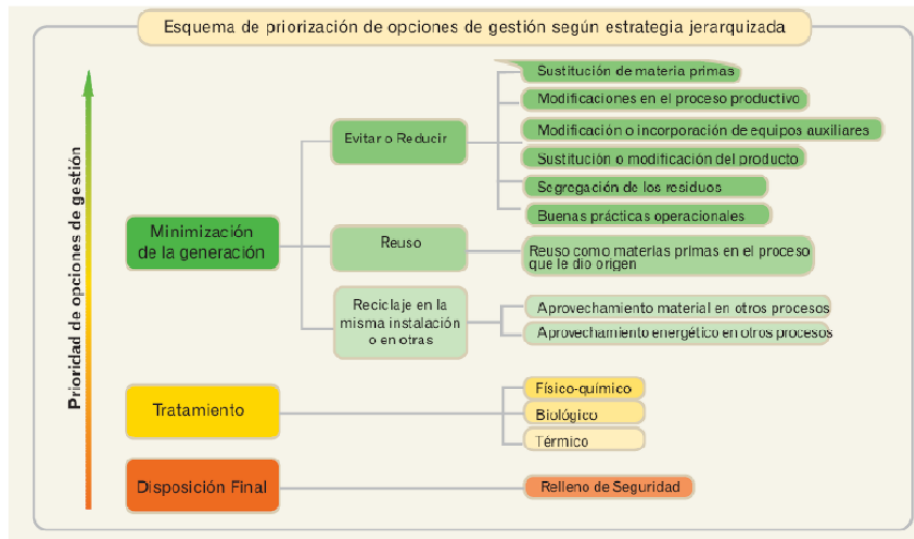 Esquema de priorización de opciones de gestión según estrategia jerarquizada
Prioridad de opciones de gestión
Minimización
de la generación
Evitar o Reducir
Sustitución de materia primas
Modificaciones en el proceso productivo
Modificación o incorporación de equipos auxiliares
Sustitución o modificación del producto
Segregación de los residuos
Buenas prácticas operacionales
Reuso
Reuso como materias primas en el proceso
que le dio origen
Reciclaje en la
misma instalación
o en otras
Aprovechamiento material en otros procesos
Aprovechamiento energético en otros procesos
Tratamiento
Físico-químico
Biológico
Térmico
Disposición Final
Relleno de Seguridad